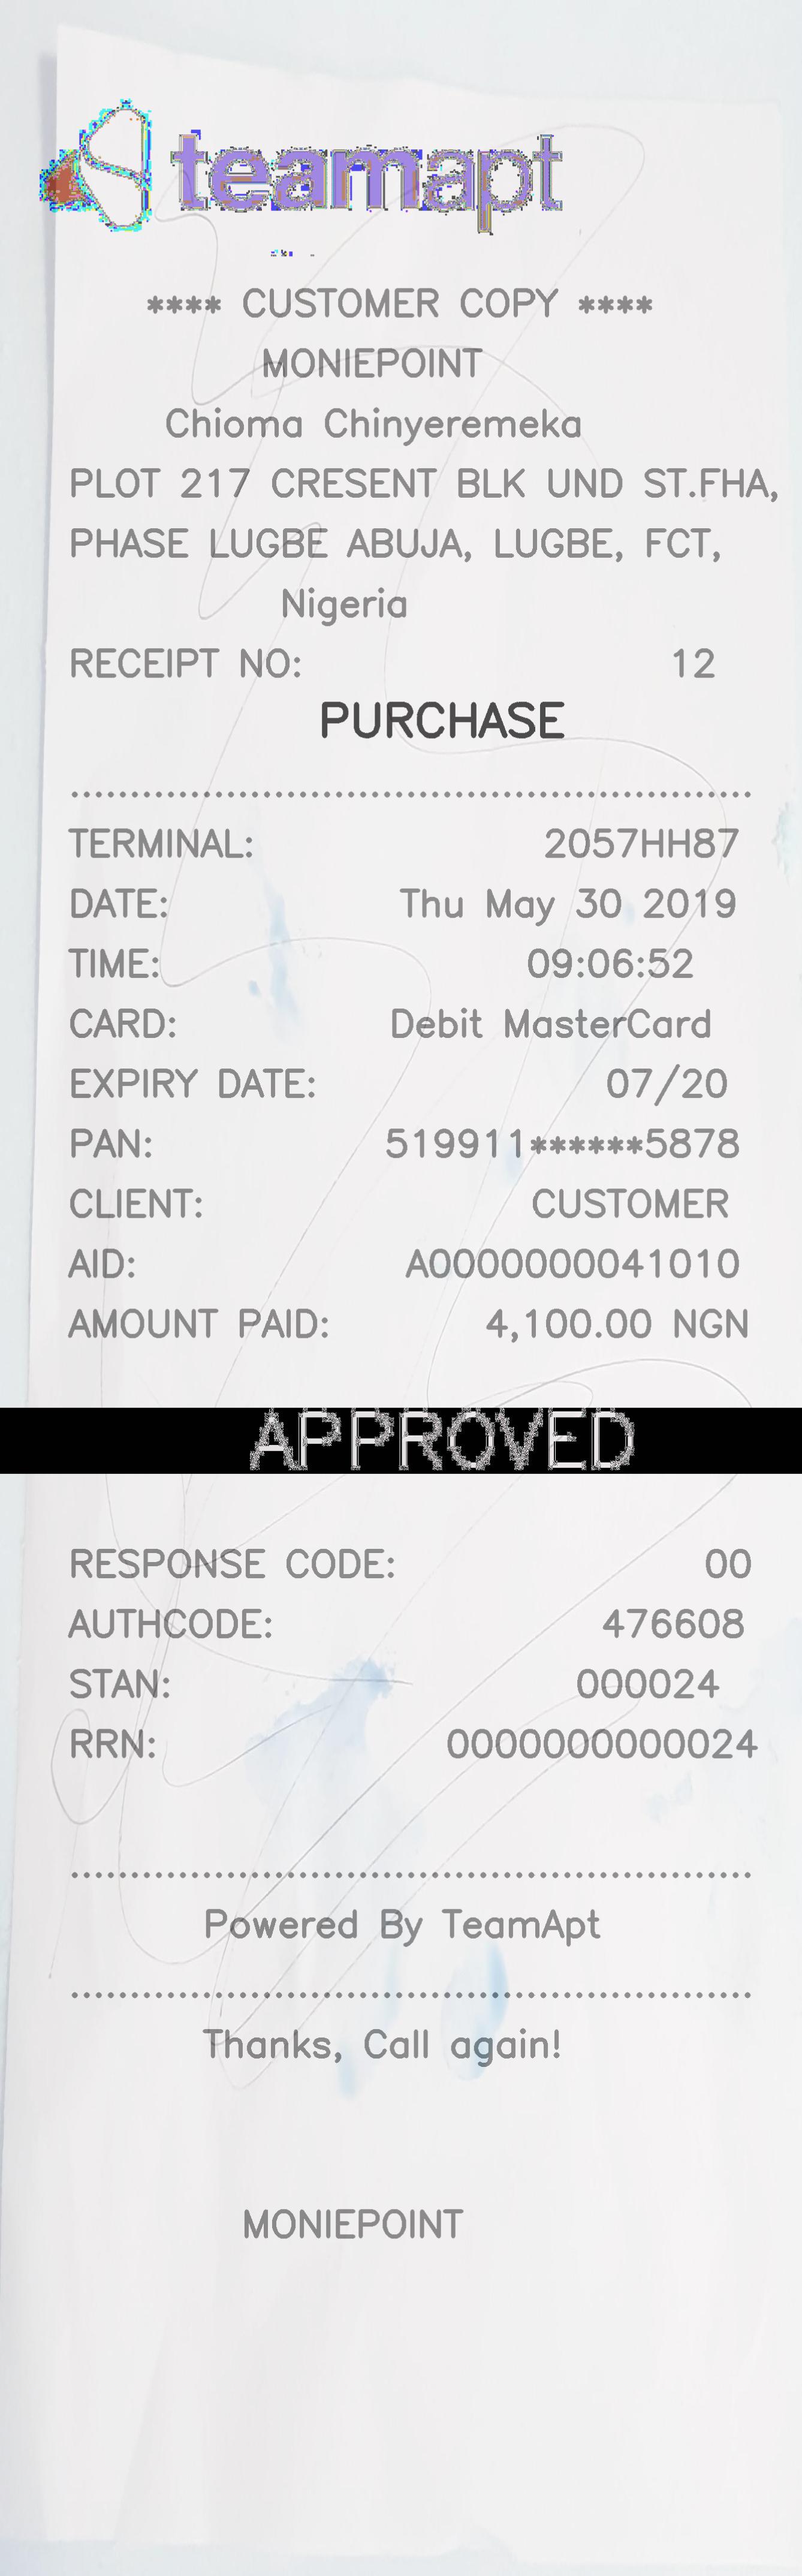 teamapt
**** CUSTOMER COPY ****
MONIEPOINT
Chioma Chinyeremeka
PLOT 217 CRESENT BLK UND ST.FHA,
PHASE LUGBE ABUJA, LUGBE, FCT,
Nigeria
RECEIPT NO: 12
PURCHASE
TERMINAL: 2057HH87
DATE: Thu May 30 2019
TIME: 09:06:52
CARD: Debit MasterCard
EXPIRY DATE: 07/20
PAN: 519911******5878
CLIENT: CUSTOMER
AID: A0000000041010
AMOUNT PAID: 4,100.00 NGN
APPROVED
RESPONSE CODE: 00
AUTHCODE: 476608
STAN: 000024
RRN: 0000000000024
Powered By TeamApt
Thanks, Call again!
MONIEPOINT